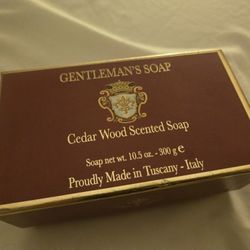 GENTLEMAN'S SOAP
Cedar Wood Scented Soap
Soap net wt. 10.5 oz. - 300 g ℮
Proudly Made in Tuscany - Italy